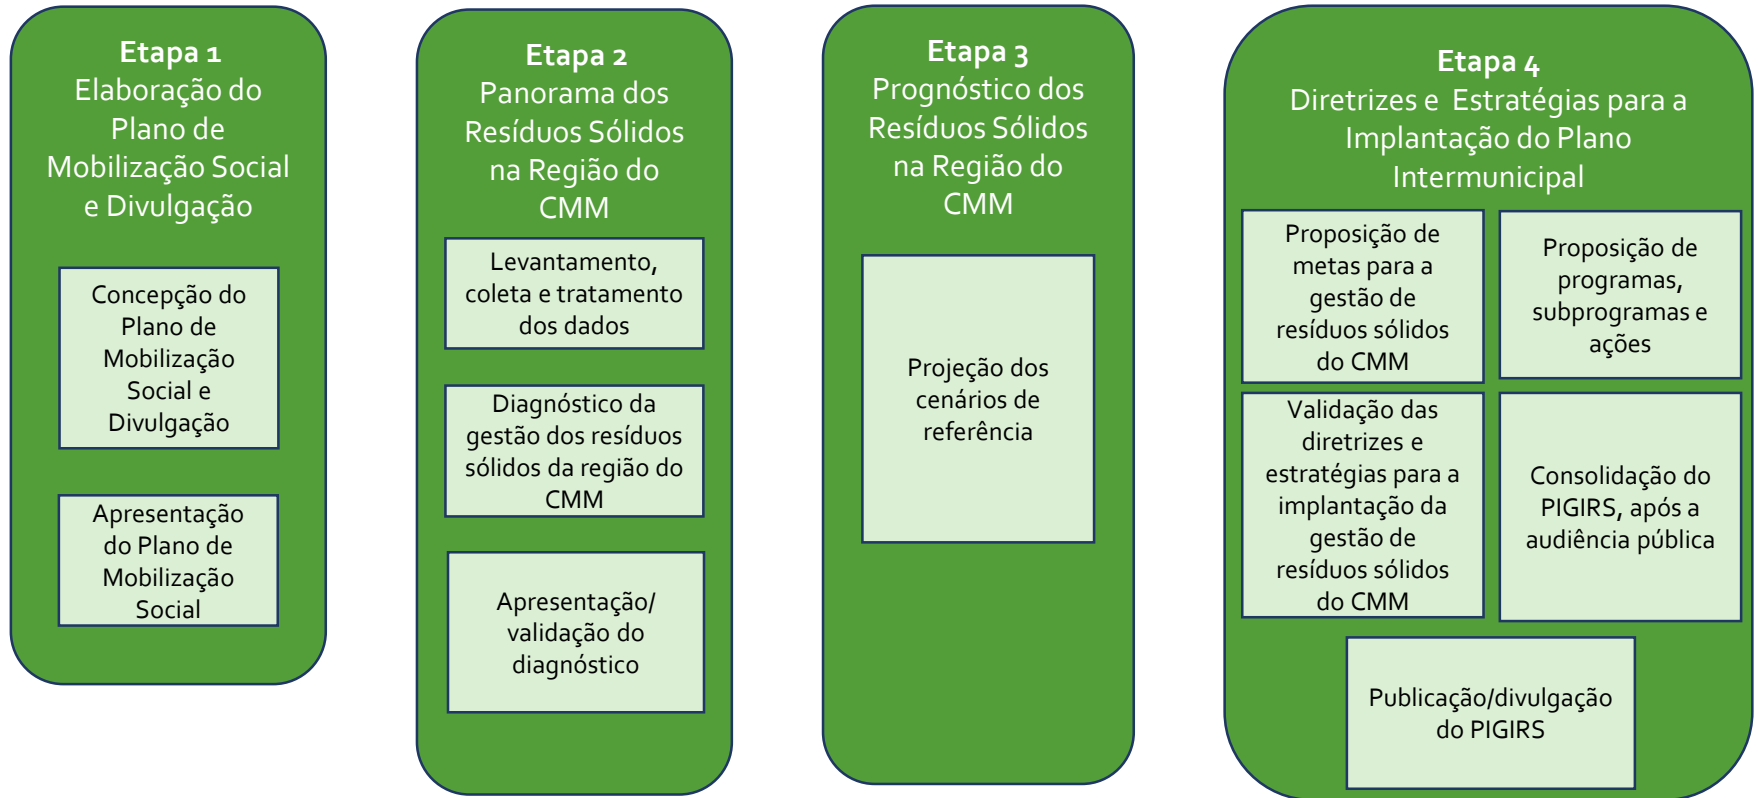 Etapa 1
Elaboração do
Plano de
Mobilização Social
e Divulgação
Concepção do
Plano de
Mobilização
Social e
Divulgação
Apresentação
do Plano de
Mobilização
Social
Etapa 2
Panorama dos
Resíduos Sólidos
na Região do
CMM
Levantamento,
coleta e tratamento
dos dados
Diagnóstico da
gestão dos resíduos
sólidos da região do
CMM
Apresentação/
validação do
diagnóstico
Etapa 3
Prognóstico dos
Resíduos Sólidos
na Região do
CMM
Projeção dos
cenários de
referência
Etapa 4
Diretrizes e Estratégias para a
Implantação do Plano
Intermunicipal
Proposição de
metas para a
gestão de
resíduos sólidos
do CMM
Proposição de
programas,
subprogramas e
ações
Validação das
diretrizes e
estratégias para a
implantação da
gestão de
resíduos sólidos
do CMM
Consolidação do
PIGIRS, após a
audiência pública
Publicação/divulgação
do PIGIRS